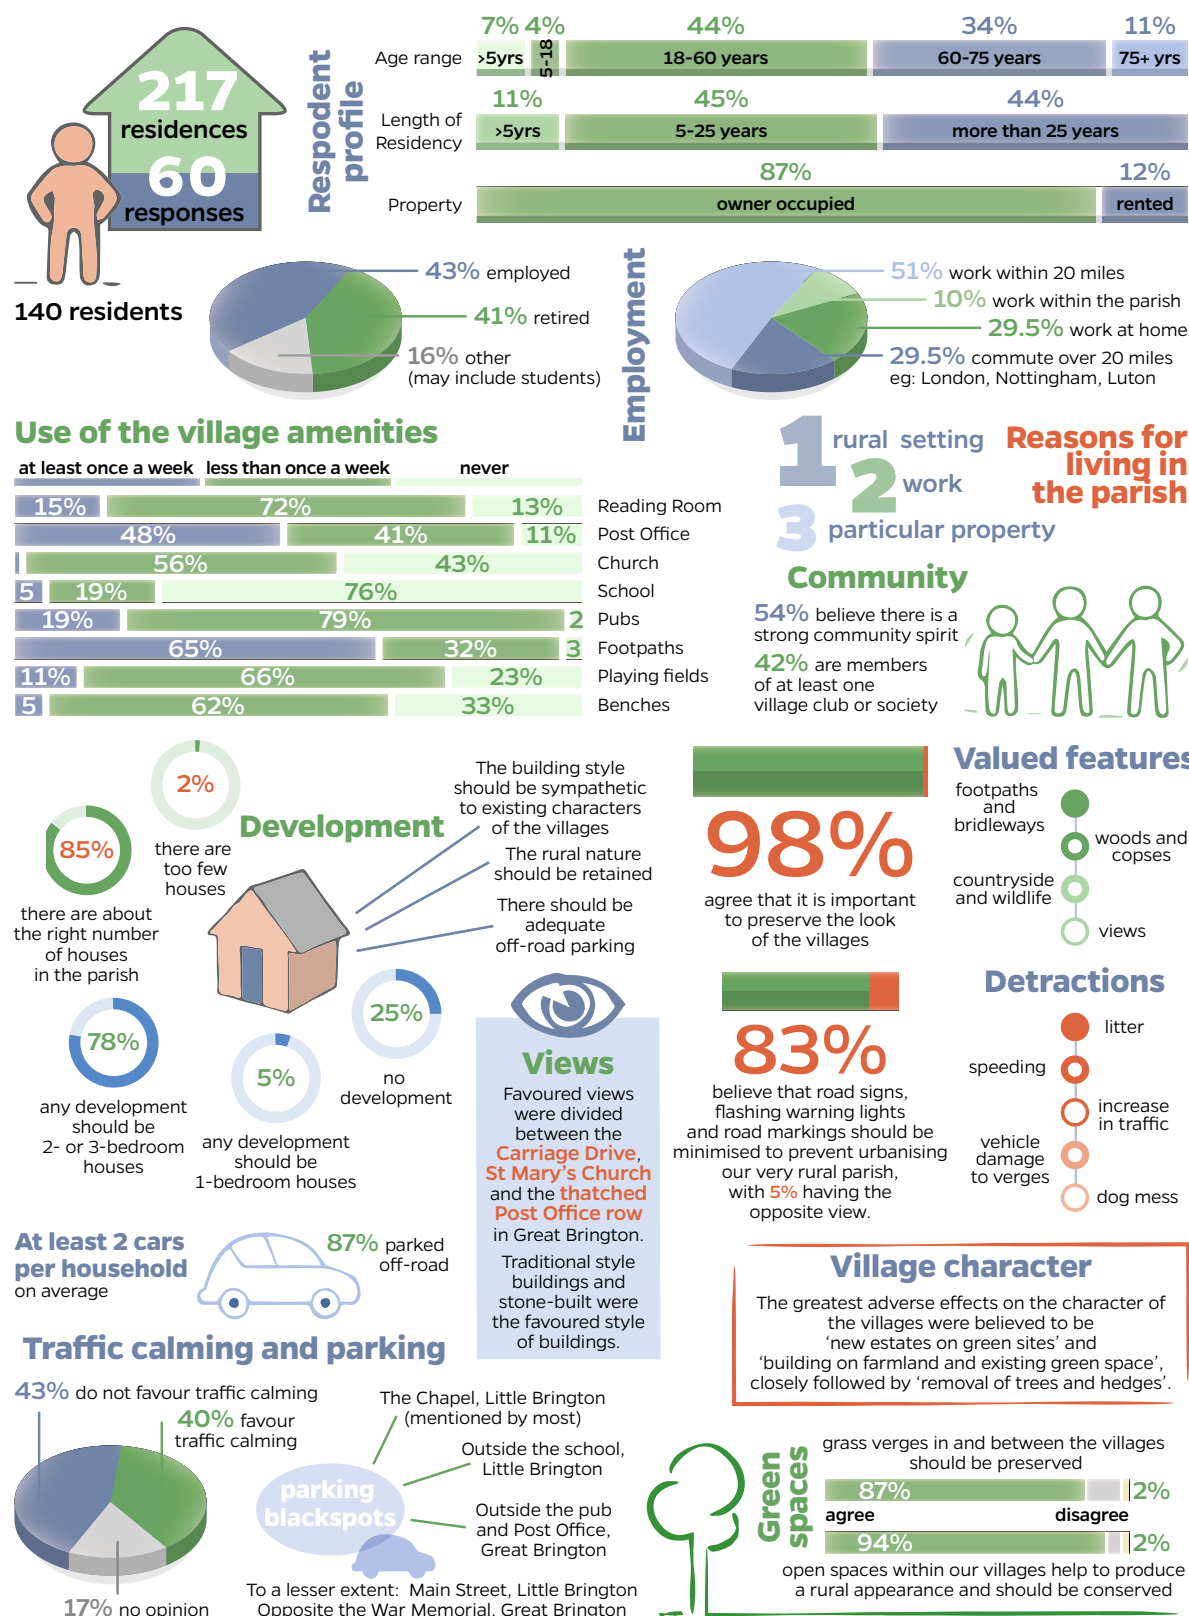 217
residences
60
responses
140 residents
Respodent
profile
7% 4% 44% 34% 11%
Age range >5yrs 5-18 18-60 years 60-75 years 75+ yrs
11% 45% 44%
Length of
Residency >5yrs 5-25 years more than 25 years
87% 12%
Property owner occupied rented
43% employed
41% retired
16% other
(may include students)
Employment
51% work within 20 miles
10% work within the parish
29.5% work at home
29.5% commute over 20 miles
eg: London, Nottingham, Luton
Use of the village amenities
at least once a week less than once a week never
15% 72% 13% Reading Room
48% 41% 11% Post Office
56% 43% Church
5 19% 76% School
19% 79% 2 Pubs
65% 32% 3 Footpaths
11% 66% 23% Playing fields
5 62% 33% Benches
Reasons for
living in
the parish
1 rural setting
2 work
3 particular property
Community
54% believe there is a
strong community spirit
42% are members
of at least one
village club or society
Development
2%
there are
too few
houses
85%
there are about
the right number
of houses
in the parish
The building style
should be sympathetic
to existing characters
of the villages
The rural nature
should be retained
There should be
adequate
off-road parking
78%
any development
should be
2- or 3-bedroom
houses
5%
any development
should be
1-bedroom houses
25%
no
development
Views
Favoured views
were divided
between the
Carriage Drive,
St Mary's Church
and the thatched
Post Office row
in Great Brington.
Traditional style
buildings and
stone-built were
the favoured style
of buildings.
98%
agree that it is important
to preserve the look
of the villages
83%
believe that road signs,
flashing warning lights
and road markings should be
minimised to prevent urbanising
our very rural parish,
with 5% having the
opposite view.
Valued features
footpaths
and
bridleways
woods and
copses
countryside
and wildlife
views
Detractions
litter
speeding
increase
in traffic
vehicle
damage
to verges
dog mess
At least 2 cars
per household
on average
87% parked
off-road
Village character
The greatest adverse effects on the character of
the villages were believed to be
'new estates on green sites' and
'building on farmland and existing green space',
closely followed by 'removal of trees and hedges'.
Traffic calming and parking
43% do not favour traffic calming
40% favour
traffic calming
17% no opinion
parking
blackspots
The Chapel, Little Brington
(mentioned by most)
Outside the school,
Little Brington
Outside the pub
and Post Office,
Great Brington
To a lesser extent: Main Street, Little Brington
Opposite the War Memorial, Great Brington
Green
spaces
grass verges in and between the villages
should be preserved
87% 2%
agree disagree
94% 2%
open spaces within our villages help to produce
a rural appearance and should be conserved